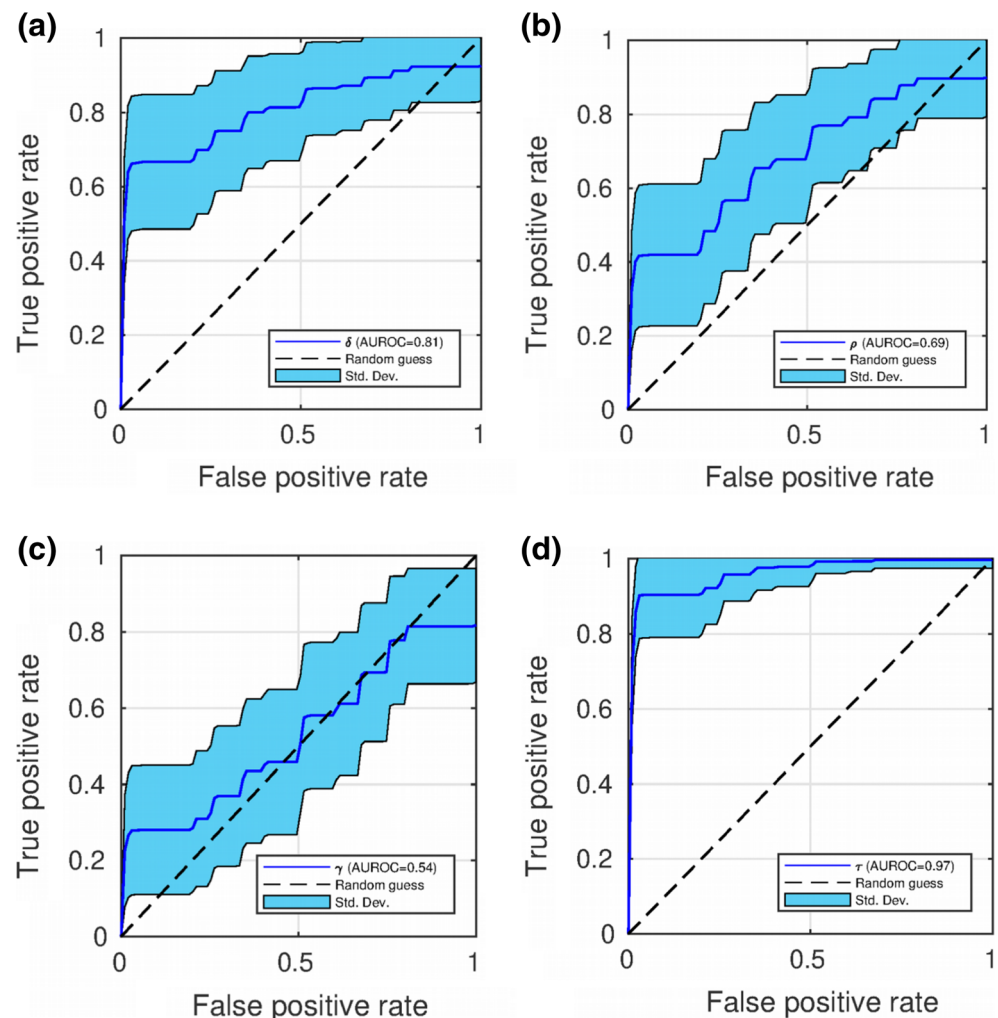 (a)
1
0.8
0.6
0.4
0.2
0
True positive rate
δ (AUROC=0.81)
Random guess
Std. Dev.
0 0.5 1
False positive rate
(b)
1
0.8
0.6
0.4
0.2
0
True positive rate
ρ (AUROC=0.69)
Random guess
Std. Dev.
0 0.5 1
False positive rate
(c)
1
0.8
0.6
0.4
0.2
0
True positive rate
γ (AUROC=0.54)
Random guess
Std. Dev.
0 0.5 1
False positive rate
(d)
1
0.8
0.6
0.4
0.2
0
True positive rate
τ (AUROC=0.97)
Random guess
Std. Dev.
0 0.5 1
False positive rate